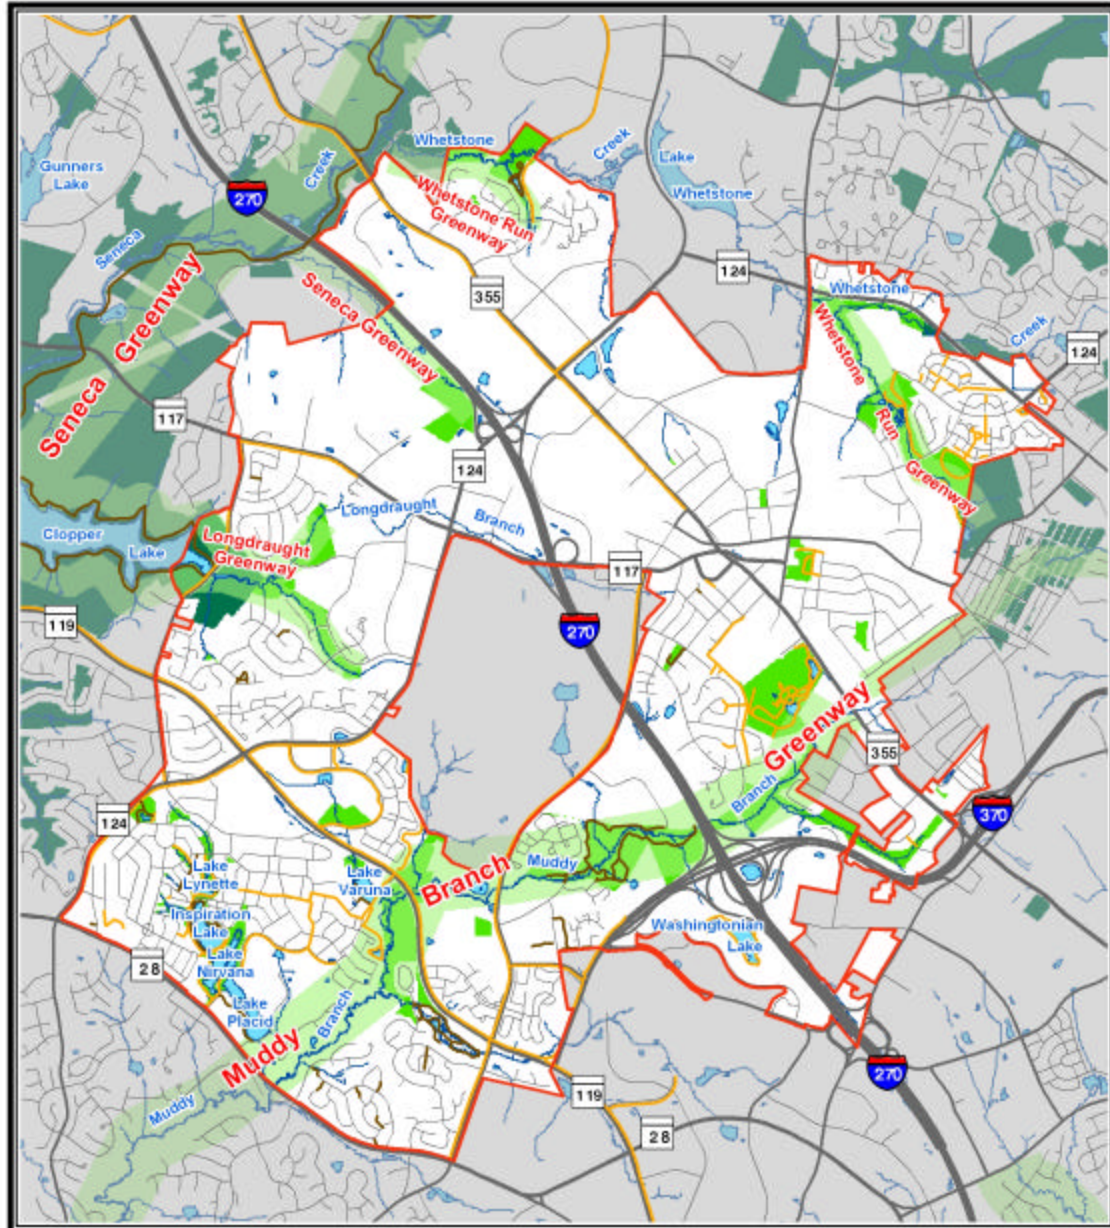 Whetstone
Creek
Lake
Whetstone
Gunners
Lake
Creek
270
Whetstone Run
Greenway
Seneca
124
355
Seneca Greenway
Whetstone
Creek
Seneca Greenway
Whetstone
Run
Greenway
124
117
124
Longdraught
Branch
Clopper
Lake
Longdraught
Greenway
117
119
270
Greenway
355
Branch
370
124
Muddy
Branch
Lake
Lynette
Lake
Varuna
Inspiration
Lake
Washingtonian
Lake
Lake
Nirvana
28
Lake
Placid
Branch
Muddy
270
119
Muddy
28